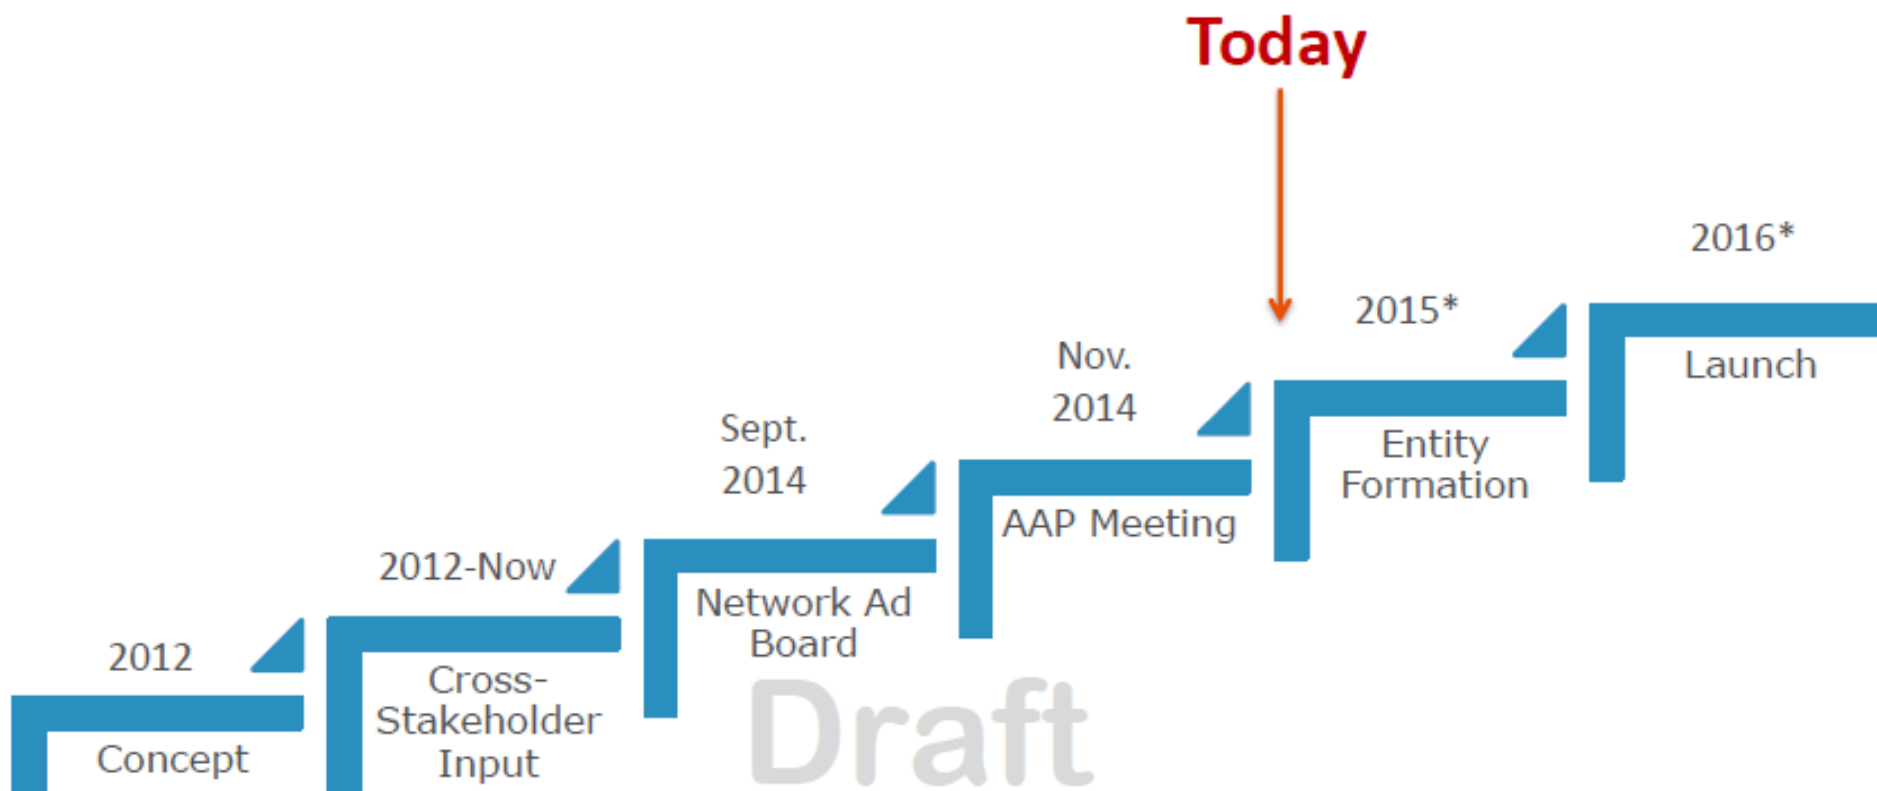 Today
2012
Concept
2012-Now
Cross-
Stakeholder
Input
Sept.
2014
Network Ad
Board
Nov.
2014
AAP Meeting
2015*
Entity
Formation
2016*
Launch
Draft